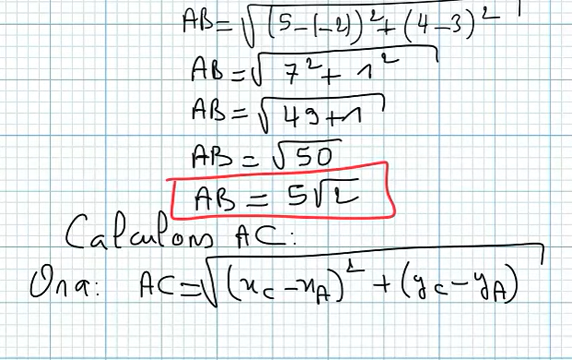 AB=√(5-(-2))²+(4-3)²
AB=√7²+1²
AB=√49+1
AB=√50
AB=5√2
Calculons AC:
On a: AC=√(x_C-x_A)²+(y_C-y_A)